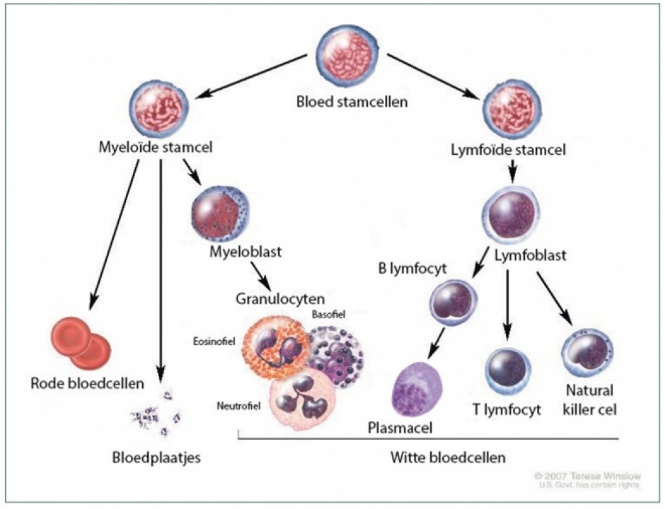 Bloed stamcellen
Myeloïde stamcel
Lymfoïde stamcel
Myeloblast
Lymfoblast
B lymfocyt
Granulocyten
Basofiel
Eosinofiel
Neutrofiel
Rode bloedcellen
Bloedplaatjes
Plasmacel
T lymfocyt
Natural
killer cel
Witte bloedcellen
© 2007 Terese Winslow
U.S. Govt. has certain rights